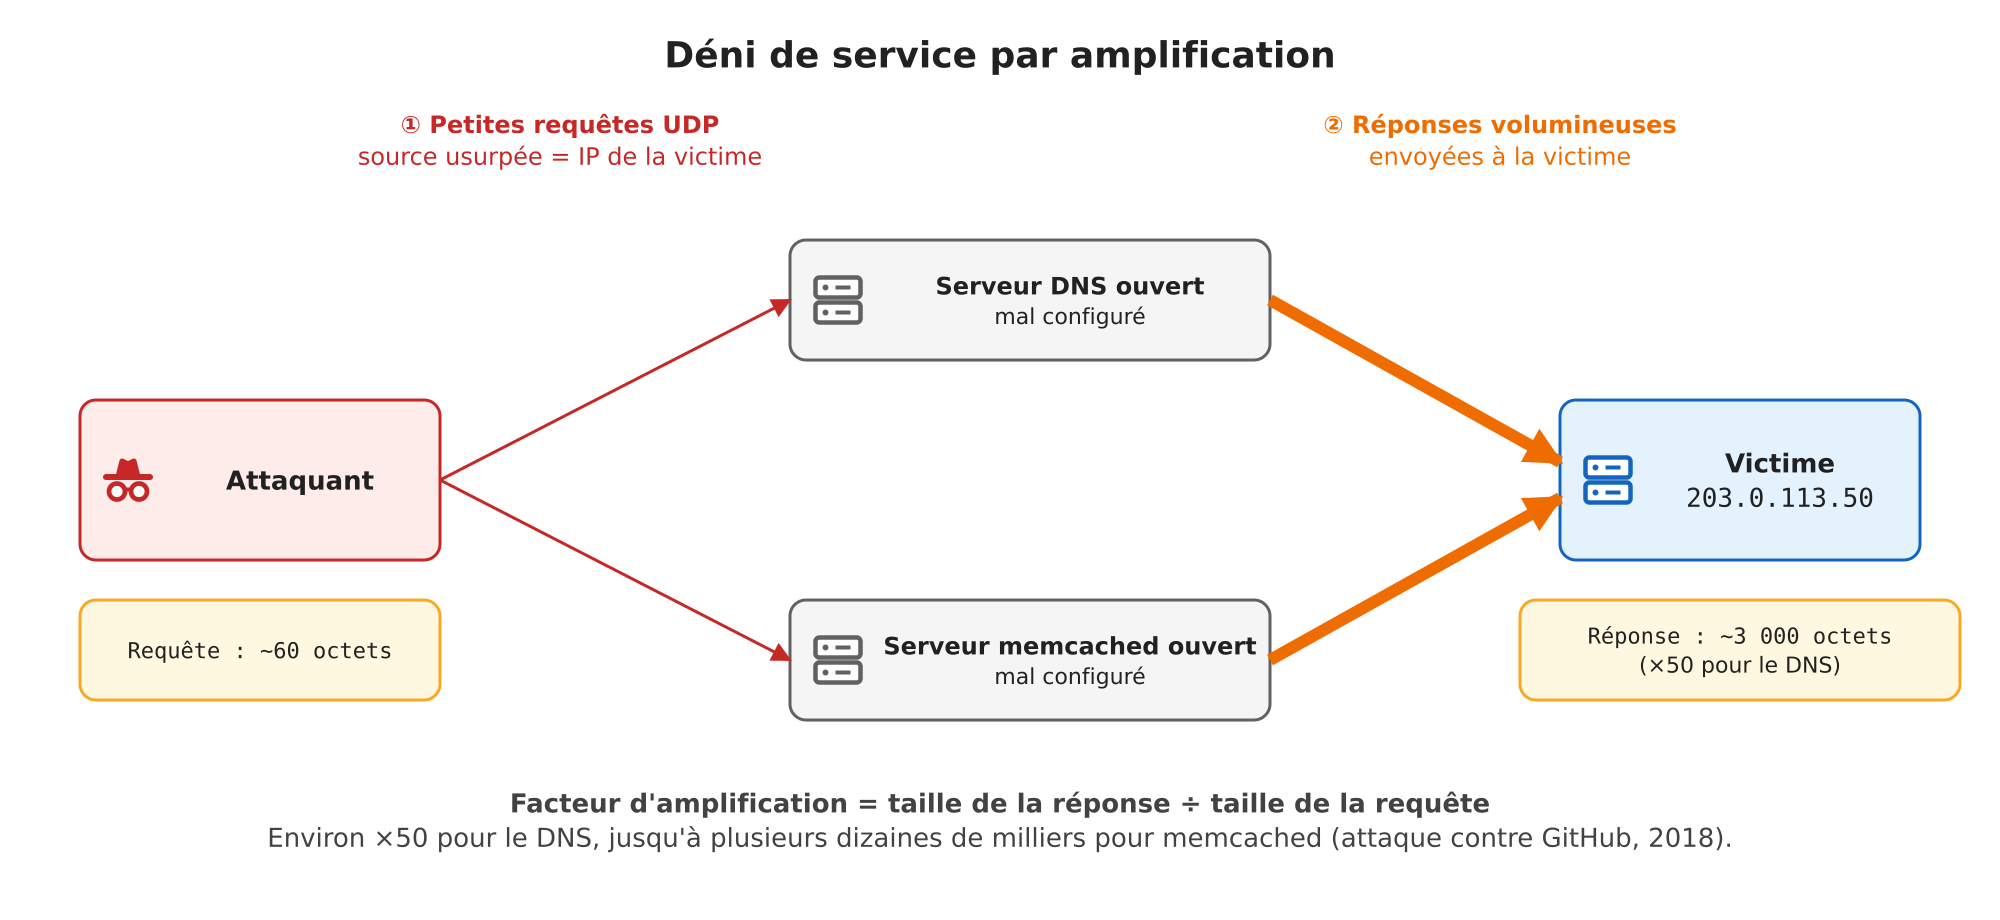 Déni de service par amplification
① Petites requêtes UDP
source usurpée = IP de la victime
② Réponses volumineuses
envoyées à la victime
Serveur DNS ouvert
mal configuré
Attaquant
Victime
203.0.113.50
Serveur memcached ouvert
mal configuré
Requête : ~60 octets
Réponse : ~3 000 octets
(×50 pour le DNS)
Facteur d'amplification = taille de la réponse ÷ taille de la requête
Environ ×50 pour le DNS, jusqu'à plusieurs dizaines de milliers pour memcached (attaque contre GitHub, 2018).